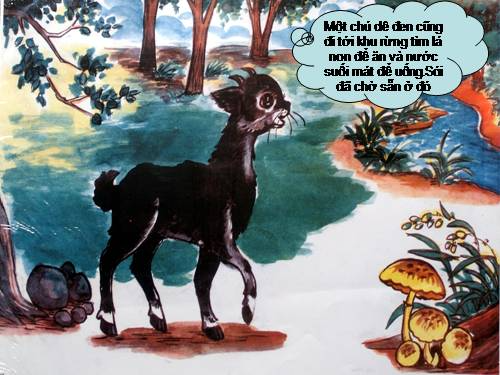 Một chú dê đen cũng
đi tới khu rừng tìm lá
non để ăn và nước
suối mát để uống.Sói
đã chờ sẵn ở đó